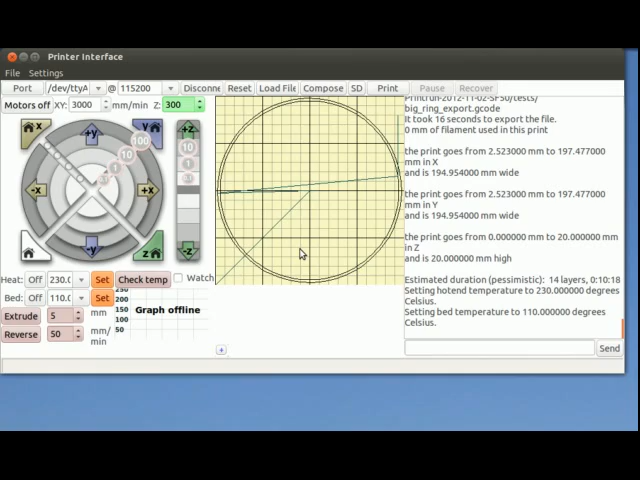 Printer Interface
File Settings
Port /dev/ttyA @ 115200 Disconne Reset Load File Compose SD Print Pause Recover
Motors off XY: 3000 mm/min Z: 300
x +y y +z
100
10
1
10
1
-x +x
-y z -z
Heat: Off 230.0 Set Check temp Watch
Bed: Off 110.0 Set
Extrude 5 mm
Reverse 50 mm/
min
250
200
150
100
50
Graph offline
+
big_ring_export.gcode
It took 16 seconds to export the file.
0 mm of filament used in this print
the print goes from 2.523000 mm to 197.477000
mm in X
and is 194.954000 mm wide
the print goes from 2.523000 mm to 197.477000
mm in Y
and is 194.954000 mm wide
the print goes from 0.000000 mm to 20.000000 mm
in Z
and is 20.000000 mm high
Estimated duration (pessimistic): 14 layers, 0:10:18
Setting hotend temperature to 230.000000 degrees
Celsius.
Setting bed temperature to 110.000000 degrees
Celsius.
Send